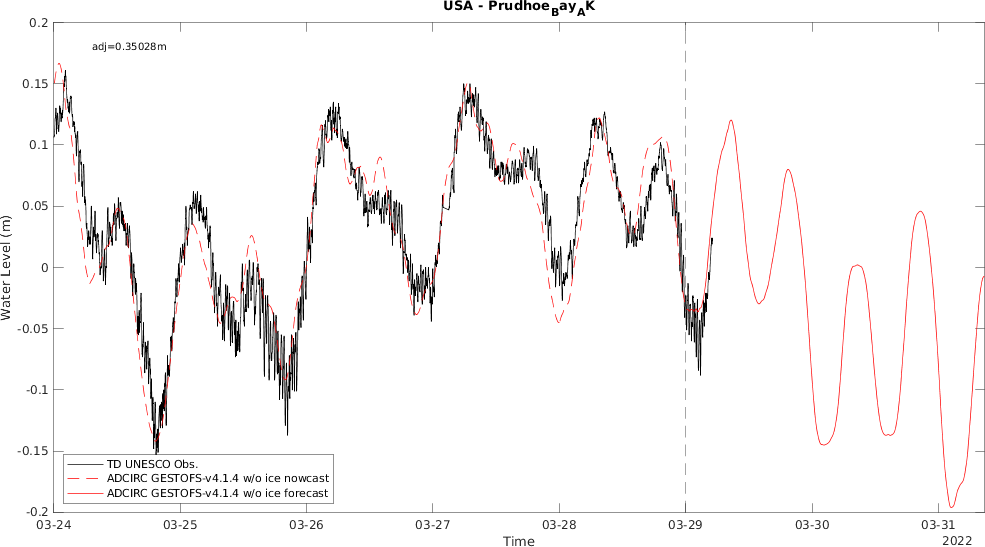 USA - Prudhoe_Bay_AK
adj=0.35028m
0.2
0.15
0.1
0.05
0
-0.05
-0.1
-0.15
-0.2
Water Level (m)
TD UNESCO Obs.
ADCIRC GESTOFS-v4.1.4 w/o ice nowcast
ADCIRC GESTOFS-v4.1.4 w/o ice forecast
03-24 03-25 03-26 03-27 03-28 03-29 03-30 03-31
Time
2022